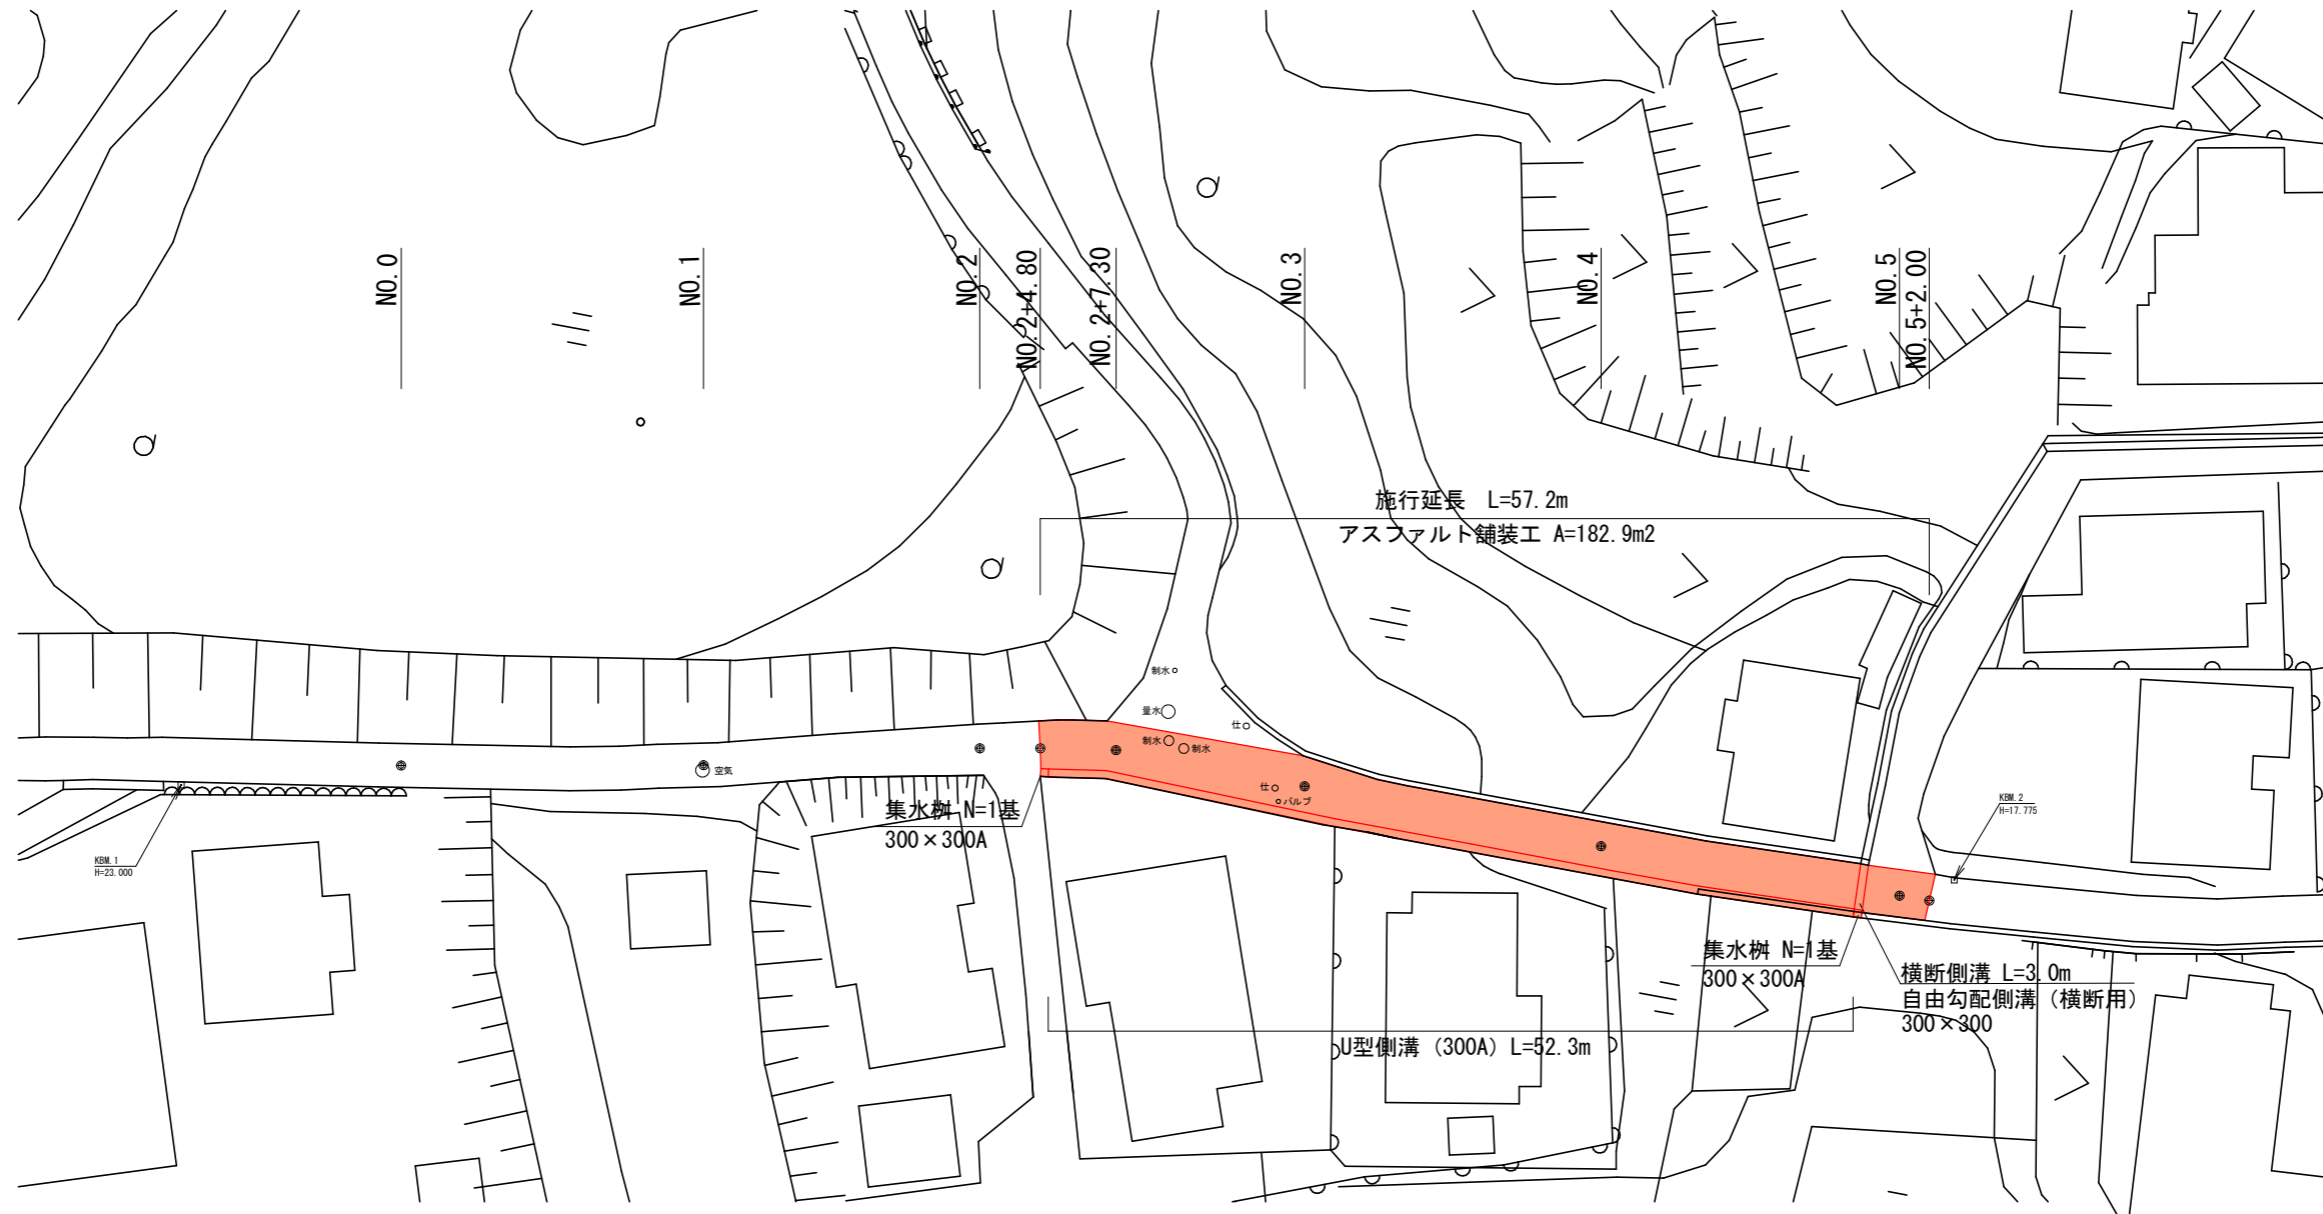 NO.0
NO.1
NO.2
NO.2+4.80
NO.2+7.30
NO.3
NO.4
NO.5
NO.5+2.00
施行延長 L=57.2m
アスファルト舗装工 A=182.9m2
制水
量水
仕
制水
制水
空気
仕
バルブ
集水桝 N=1基
300×300A
KBM.1
H=23.000
KBM.2
H=17.775
集水桝 N=1基
300×300A
横断側溝 L=3.0m
自由勾配側溝（横断用）
300×300
U型側溝（300A）L=52.3m